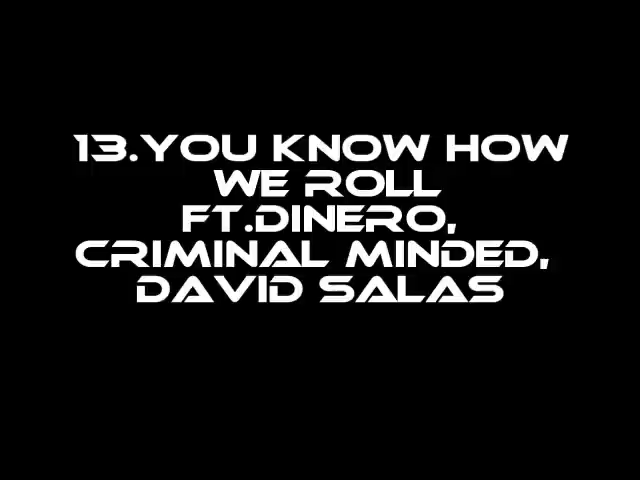 13.YOU KNOW HOW
WE ROLL
FT.DINERO,
CRIMINAL MINDED,
DAVID SALAS